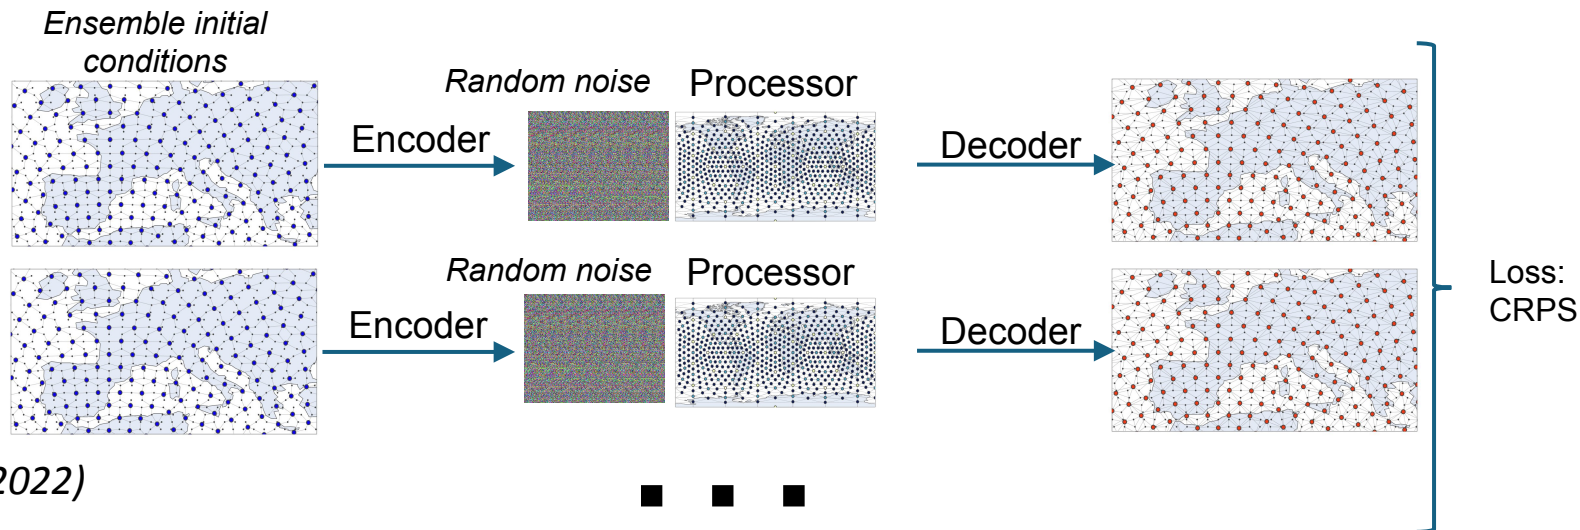 Ensemble initial
conditions
Random noise
Processor
Encoder
Decoder
Random noise
Processor
Encoder
Decoder
Loss:
CRPS
2022)